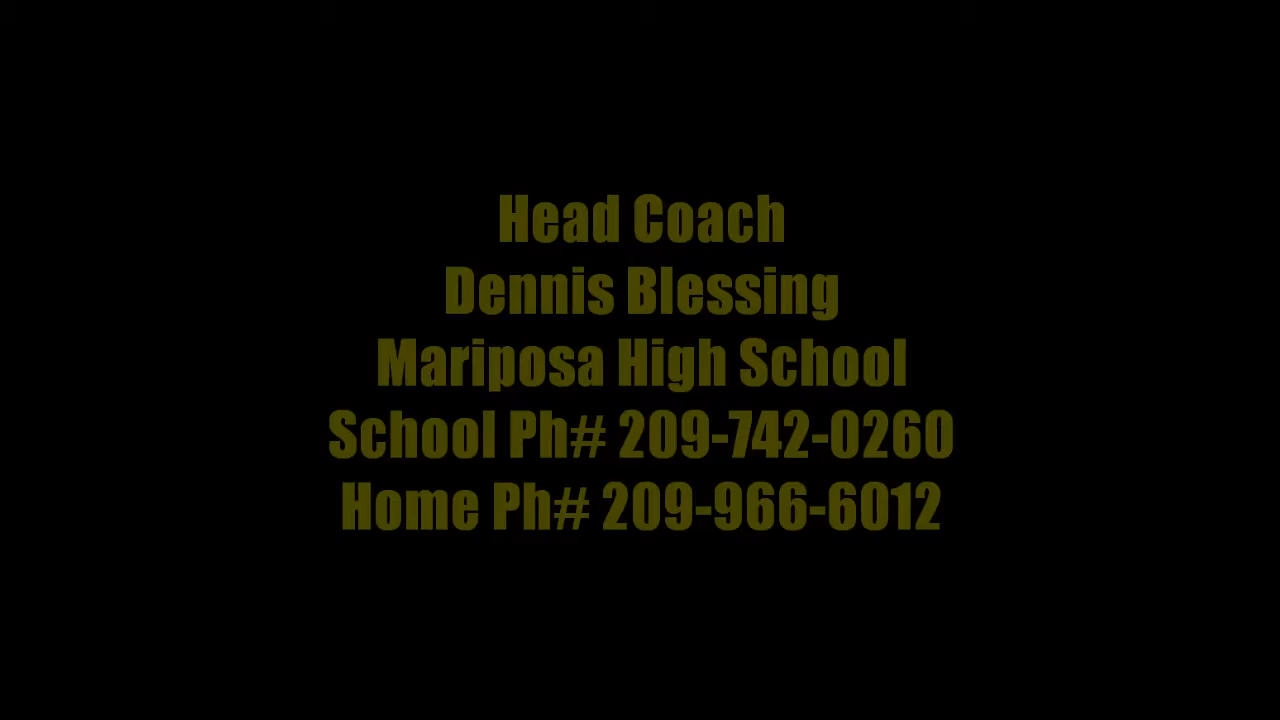 Head Coach
Dennis Blessing
Mariposa High School
School Ph# 209-742-0260
Home Ph# 209-966-6012